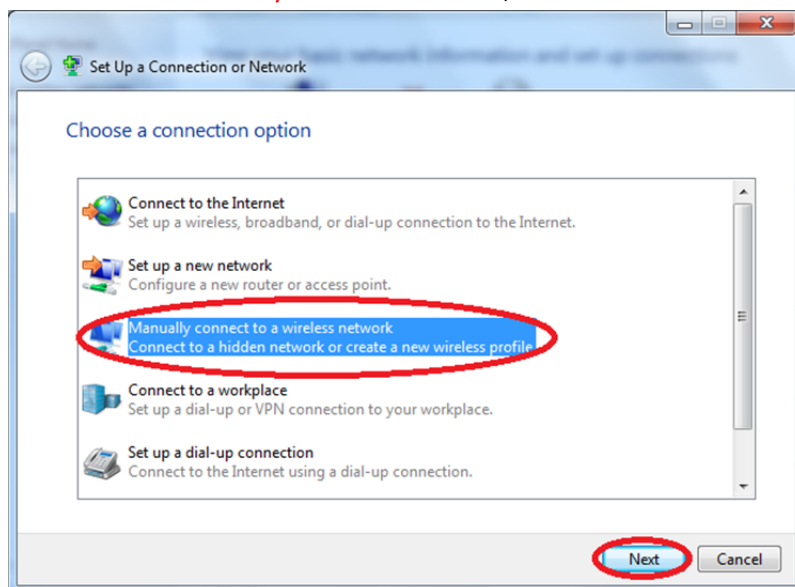 Set Up a Connection or Network
Choose a connection option
Connect to the Internet
Set up a wireless, broadband, or dial-up connection to the Internet.
Set up a new network
Configure a new router or access point.
Manually connect to a wireless network
Connect to a hidden network or create a new wireless profile
Connect to a workplace
Set up a dial-up or VPN connection to your workplace.
Set up a dial-up connection
Connect to the Internet using a dial-up connection.
Next
Cancel